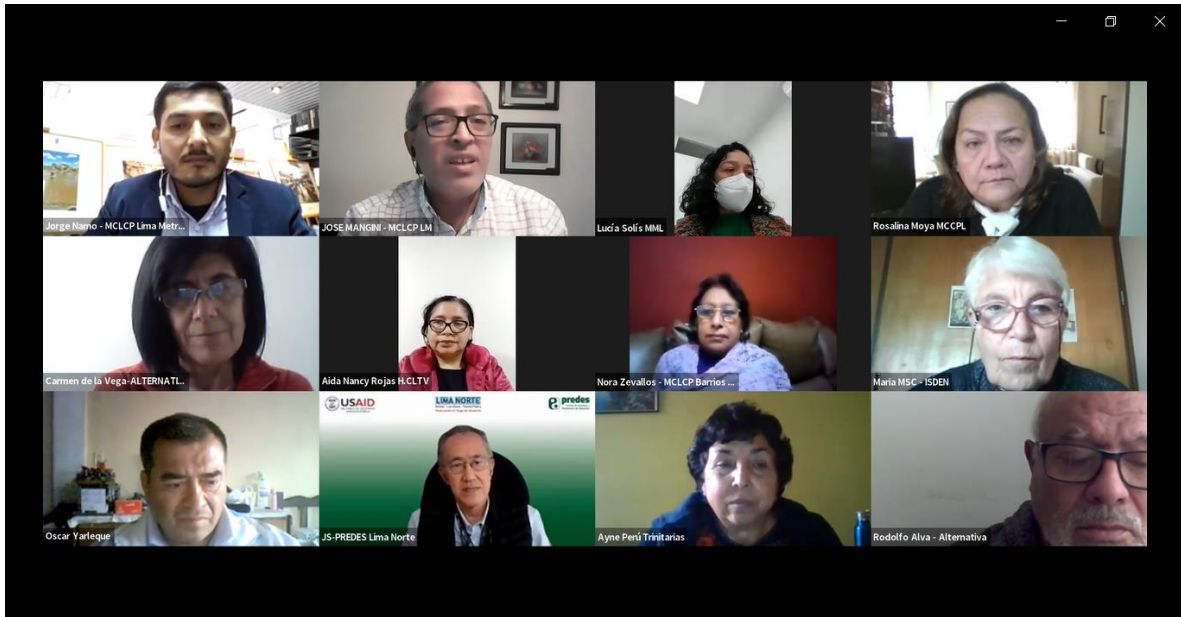 Jorge Namo - MCLCP Lima Metr...
JOSE MANGINI - MCLCP LM
Lucía Solís MML
Rosalina Moya MCCPL
Carmen de la Vega-ALTERNATI...
Aida Nancy Rojas H.CLTV
Nora Zevallos - MCLCP Barrios ...
Maria MSC - ISDEN
USAID
LIMA NORTE
predes
Oscar Yarleque
JS-PREDES Lima Norte
Ayne Perú Trinitarias
Rodolfo Alva - Alternativa